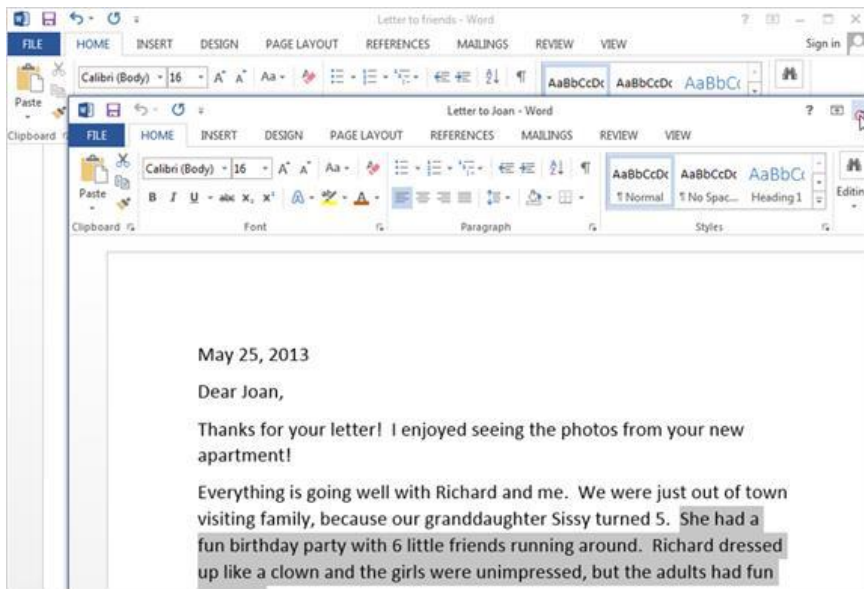 Letter to friends - Word
FILE HOME INSERT DESIGN PAGE LAYOUT REFERENCES MAILINGS REVIEW VIEW Sign in
Calibri (Body) 16 A A Aa AaBbCcDc AaBbCcDc AaBbC
Paste
Clipboard
Letter to Joan - Word
FILE HOME INSERT DESIGN PAGE LAYOUT REFERENCES MAILINGS REVIEW VIEW
Calibri (Body) 16 A A Aa AaBbCcDc AaBbCcDc AaBbC
Paste B I U abc x₂ x² A A ¶ Normal ¶ No Spac... Heading 1
Clipboard Font Paragraph Styles
May 25, 2013
Dear Joan,
Thanks for your letter! I enjoyed seeing the photos from your new
apartment!
Everything is going well with Richard and me. We were just out of town
visiting family, because our granddaughter Sissy turned 5. She had a
fun birthday party with 6 little friends running around. Richard dressed
up like a clown and the girls were unimpressed, but the adults had fun